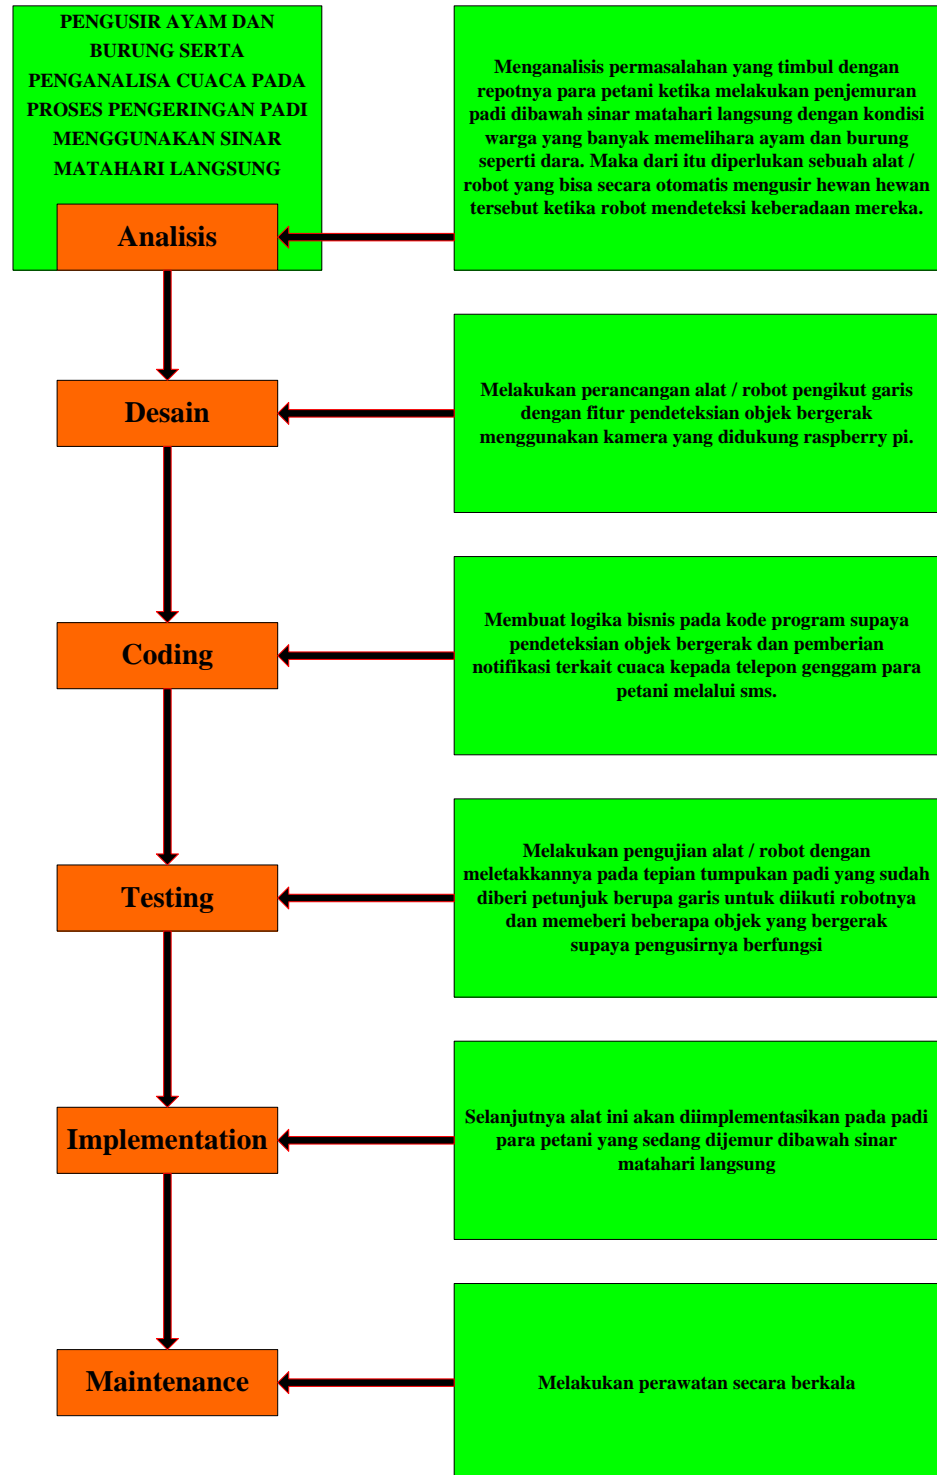 PENGUSIR AYAM DAN
BURUNG SERTA
PENGANALISA CUACA PADA
PROSES PENGERINGAN PADI
MENGGUNAKAN SINAR
MATAHARI LANGSUNG
Analisis
Menganalisis permasalahan yang timbul dengan
repotnya para petani ketika melakukan penjemuran
padi dibawah sinar matahari langsung dengan kondisi
warga yang banyak memelihara ayam dan burung
seperti dara. Maka dari itu diperlukan sebuah alat /
robot yang bisa secara otomatis mengusir hewan hewan
tersebut ketika robot mendeteksi keberadaan mereka.
Desain
Melakukan perancangan alat / robot pengikut garis
dengan fitur pendeteksian objek bergerak
menggunakan kamera yang didukung raspberry pi.
Coding
Membuat logika bisnis pada kode program supaya
pendeteksian objek bergerak dan pemberian
notifikasi terkait cuaca kepada telepon genggam para
petani melalui sms.
Testing
Melakukan pengujian alat / robot dengan
meletakkannya pada tepian tumpukan padi yang sudah
diberi petunjuk berupa garis untuk diikuti robotnya
dan memeberi beberapa objek yang bergerak
supaya pengusirnya berfungsi
Implementation
Selanjutnya alat ini akan diimplementasikan pada padi
para petani yang sedang dijemur dibawah sinar
matahari langsung
Maintenance
Melakukan perawatan secara berkala